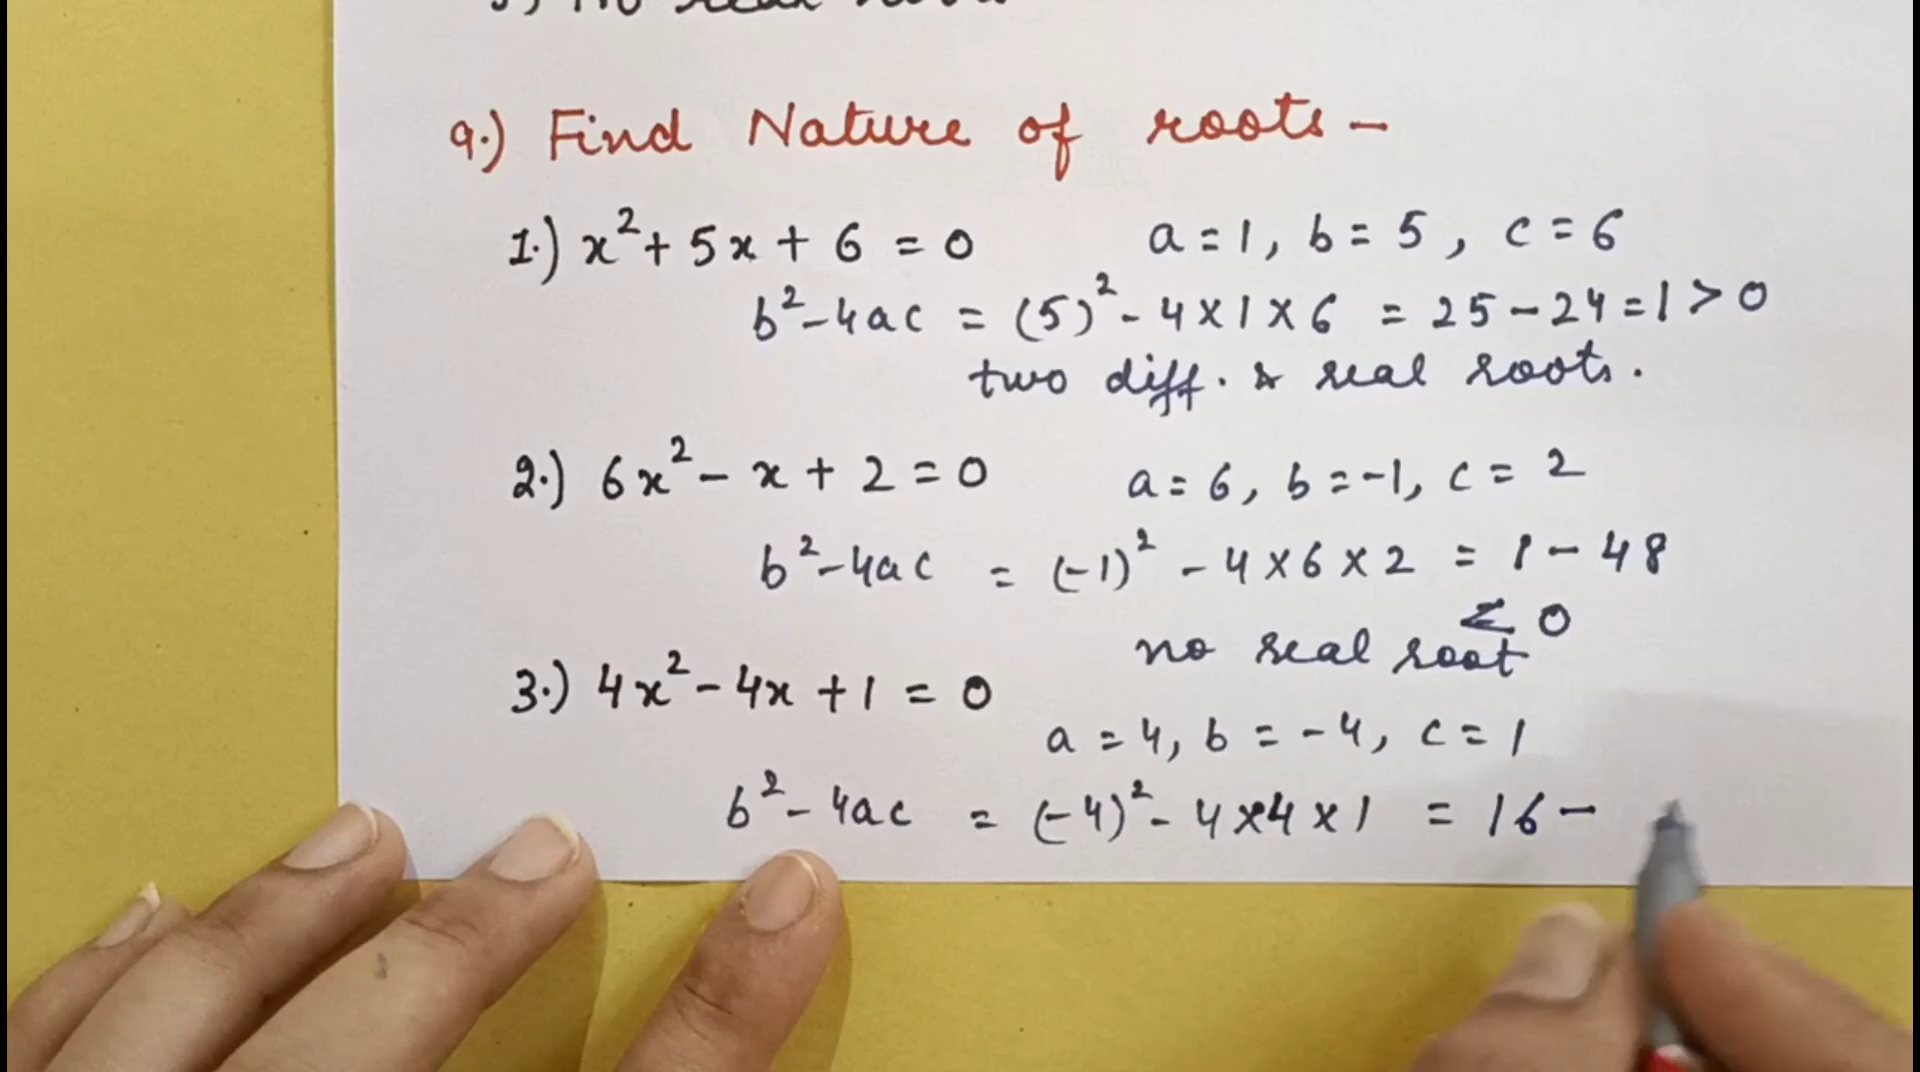 9.) Find Nature of roots -
1.) x² + 5x + 6 = 0 a = 1, b = 5, c = 6
b² - 4ac = (5)² - 4 × 1 × 6 = 25 - 24 = 1 > 0
two diff. & real roots.
2.) 6x² - x + 2 = 0 a = 6, b = -1, c = 2
b² - 4ac = (-1)² - 4 × 6 × 2 = 1 - 48
< 0
no real root
3.) 4x² - 4x + 1 = 0
a = 4, b = -4, c = 1
b² - 4ac = (-4)² - 4 × 4 × 1 = 16 -